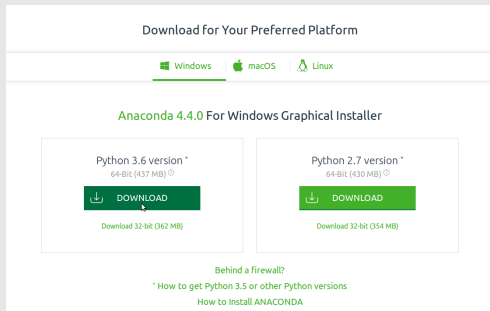 Download for Your Preferred Platform
Windows macOS Linux
Anaconda 4.4.0 For Windows Graphical Installer
Python 3.6 version *
64-Bit (437 MB) ?
DOWNLOAD
Download 32-bit (362 MB)
Python 2.7 version *
64-Bit (430 MB) ?
DOWNLOAD
Download 32-bit (354 MB)
Behind a firewall?
* How to get Python 3.5 or other Python versions
How to Install ANACONDA